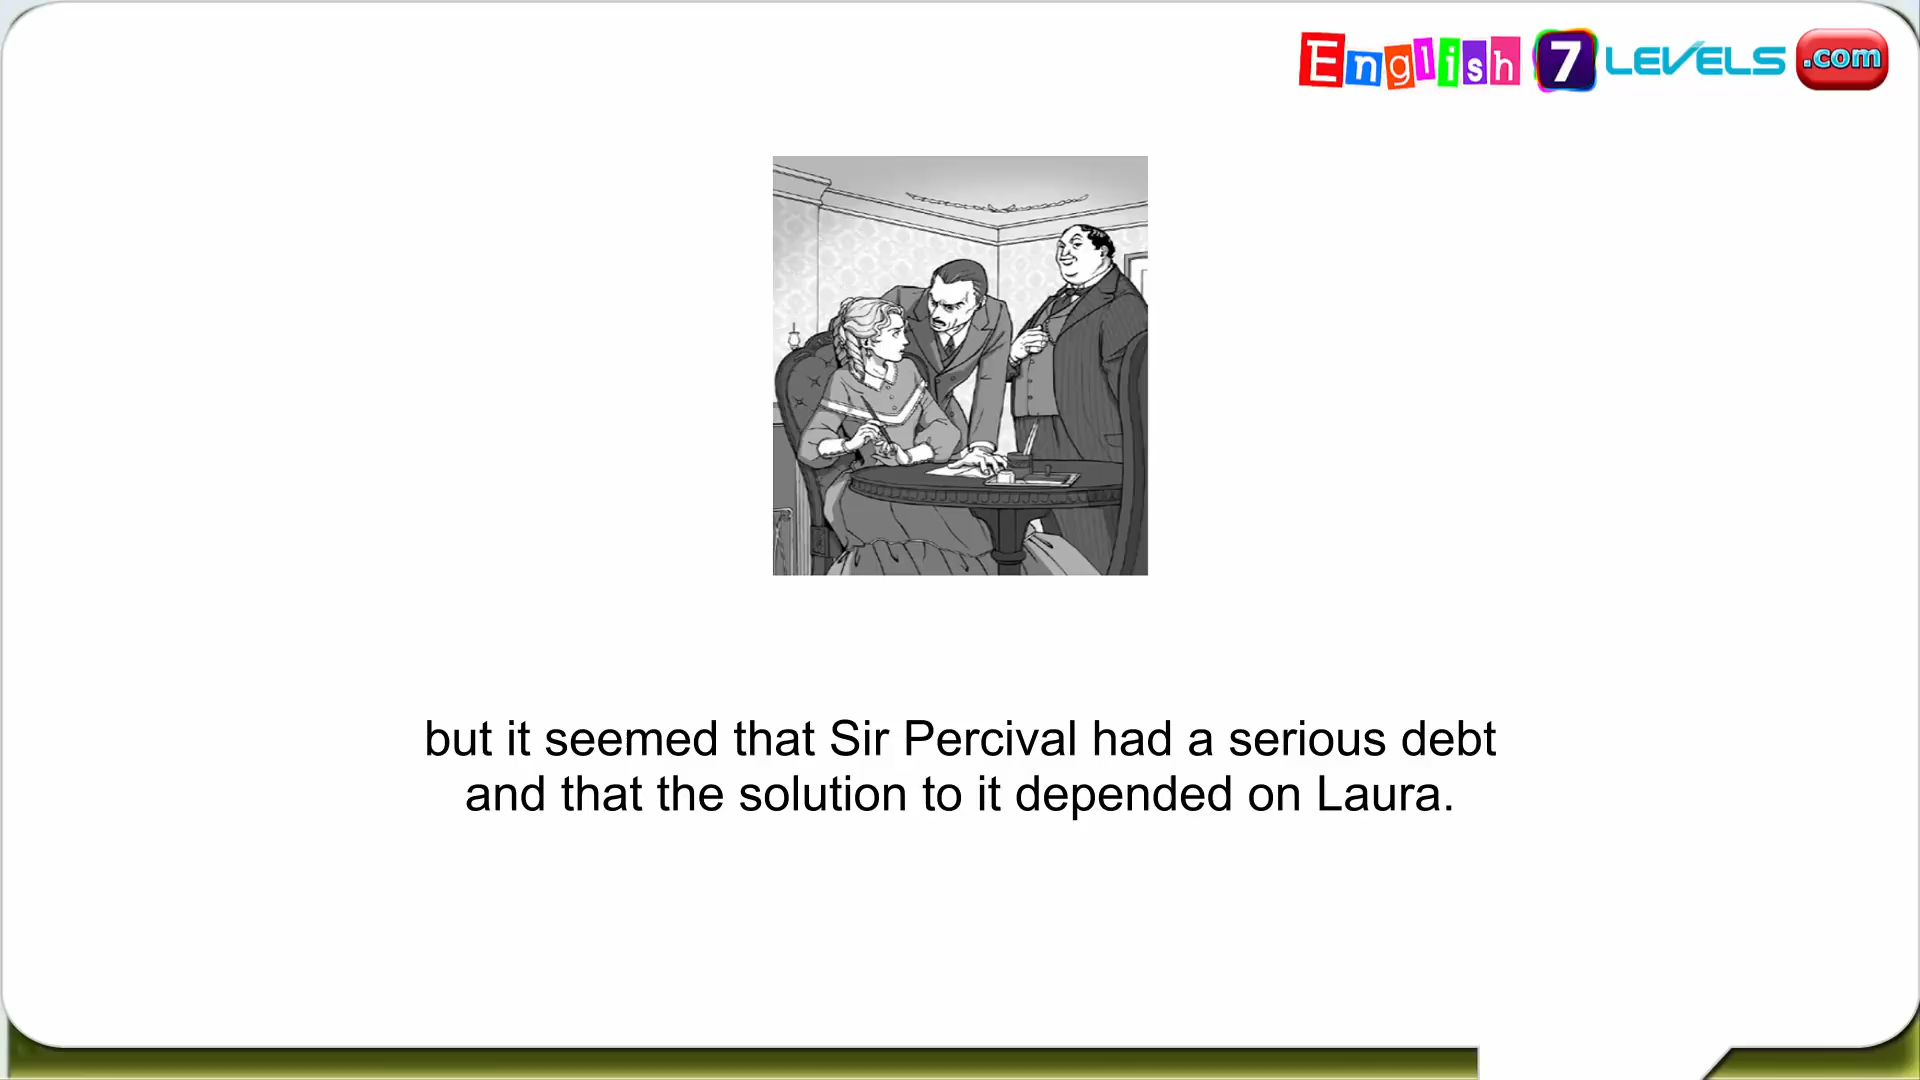 English 7 LEVELS .com
but it seemed that Sir Percival had a serious debt
and that the solution to it depended on Laura.